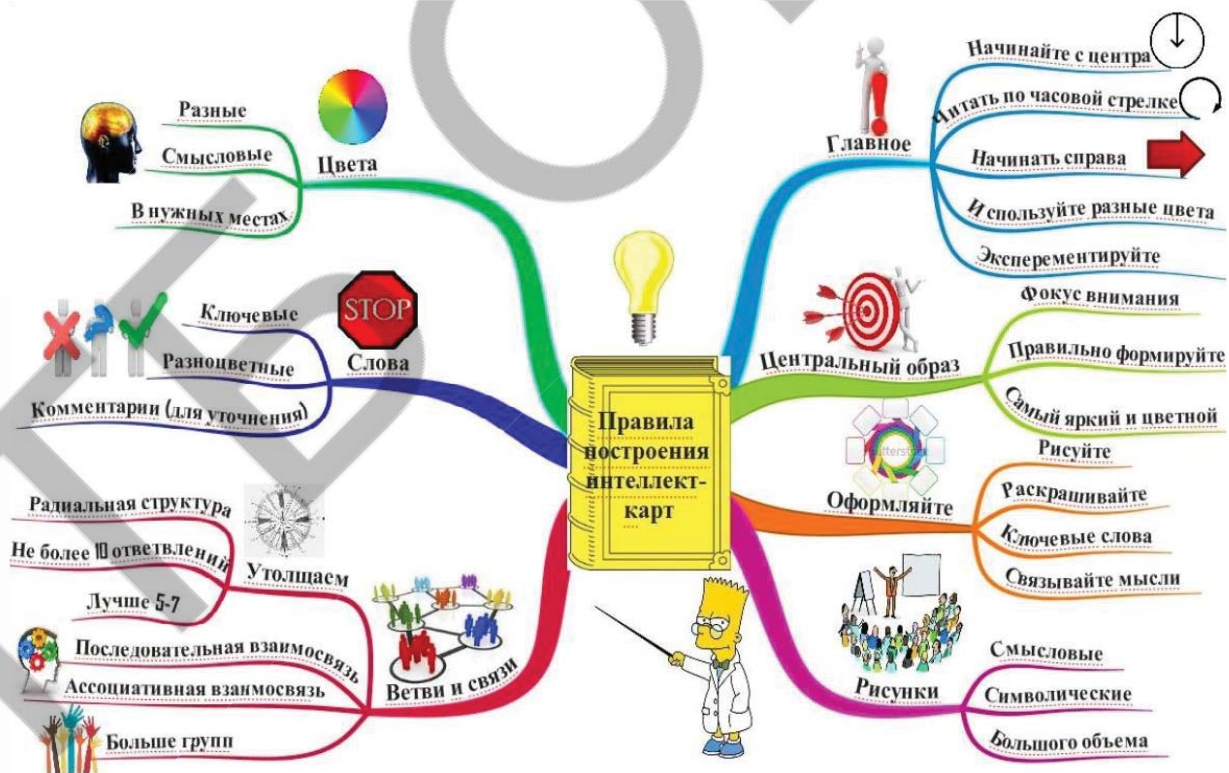 Правила
построения
интеллект-
карт
Главное
Начинайте с центра
Читать по часовой стрелке
Начинать справа
Используйте разные цвета
Эксперементируйте
Центральный образ
Фокус внимания
Правильно формируйте
Самый яркий и цветной
Оформляйте
Рисуйте
Раскрашивайте
Ключевые слова
Связывайте мысли
Рисунки
Смысловые
Символические
Большого объема
Ветви и связи
Утолщаем
Радиальная структура
Не более 10 ответвлений
Лучше 5-7
Последовательная взаимосвязь
Ассоциативная взаимосвязь
Больше групп
Слова
STOP
Ключевые
Разноцветные
Комментарии (для уточнения)
Цвета
Разные
Смысловые
В нужных местах